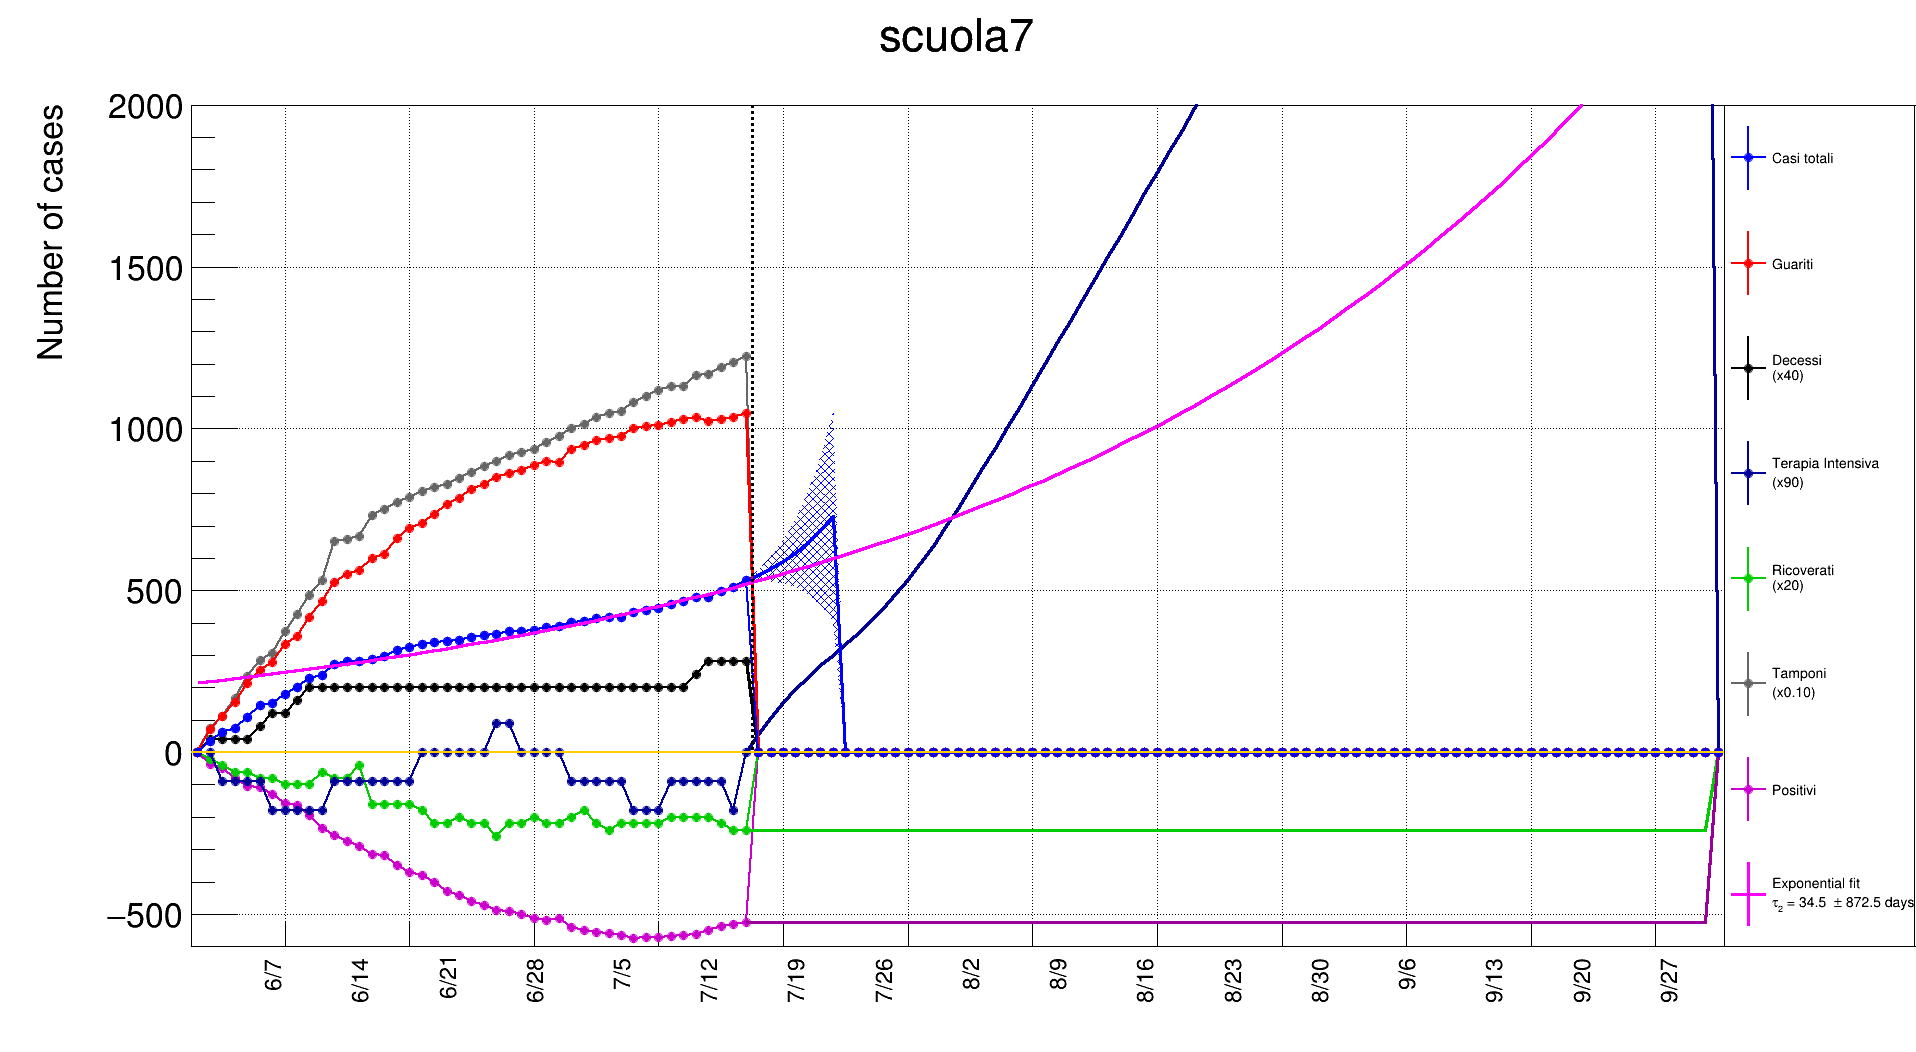 scuola7
Number of cases
2000
1500
1000
500
0
−500
6/7
6/14
6/21
6/28
7/5
7/12
7/19
7/26
8/2
8/9
8/16
8/23
8/30
9/6
9/13
9/20
9/27
Casi totali
Guariti
Decessi
(x40)
Terapia Intensiva
(x90)
Ricoverati
(x20)
Tamponi
(x0.10)
Positivi
Exponential fit
τ2 = 34.5 ± 872.5 days